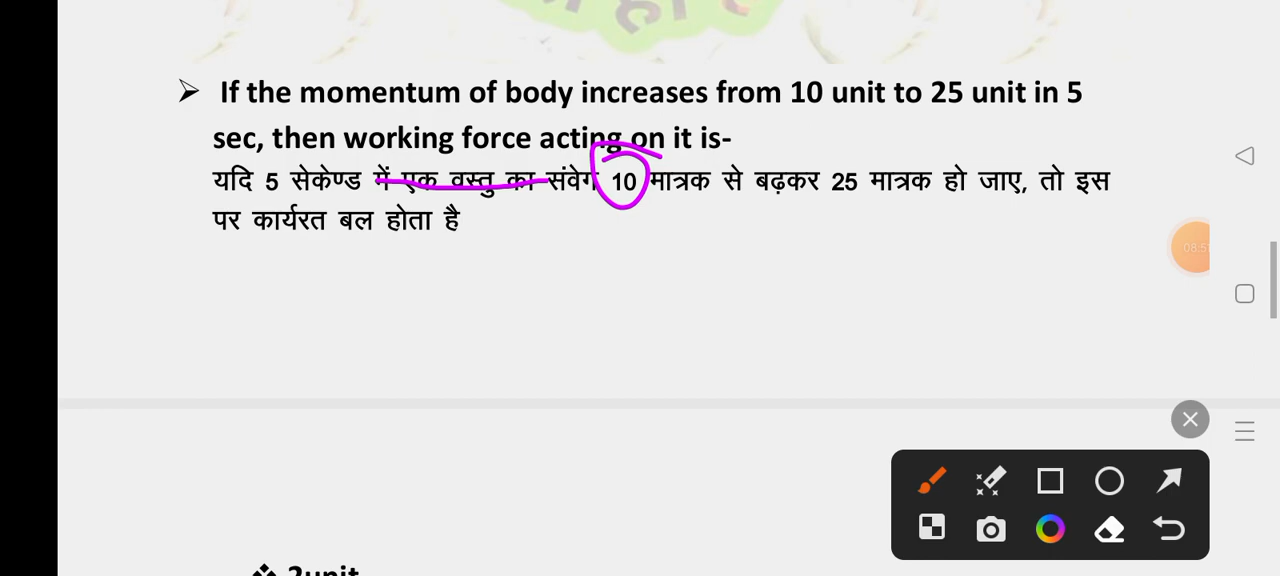 If the momentum of body increases from 10 unit to 25 unit in 5
sec, then working force acting on it is-
यदि 5 सेकेण्ड में एक वस्तु का संवेग 10 मात्रक से बढ़कर 25 मात्रक हो जाए, तो इस
पर कार्यरत बल होता है
2unit